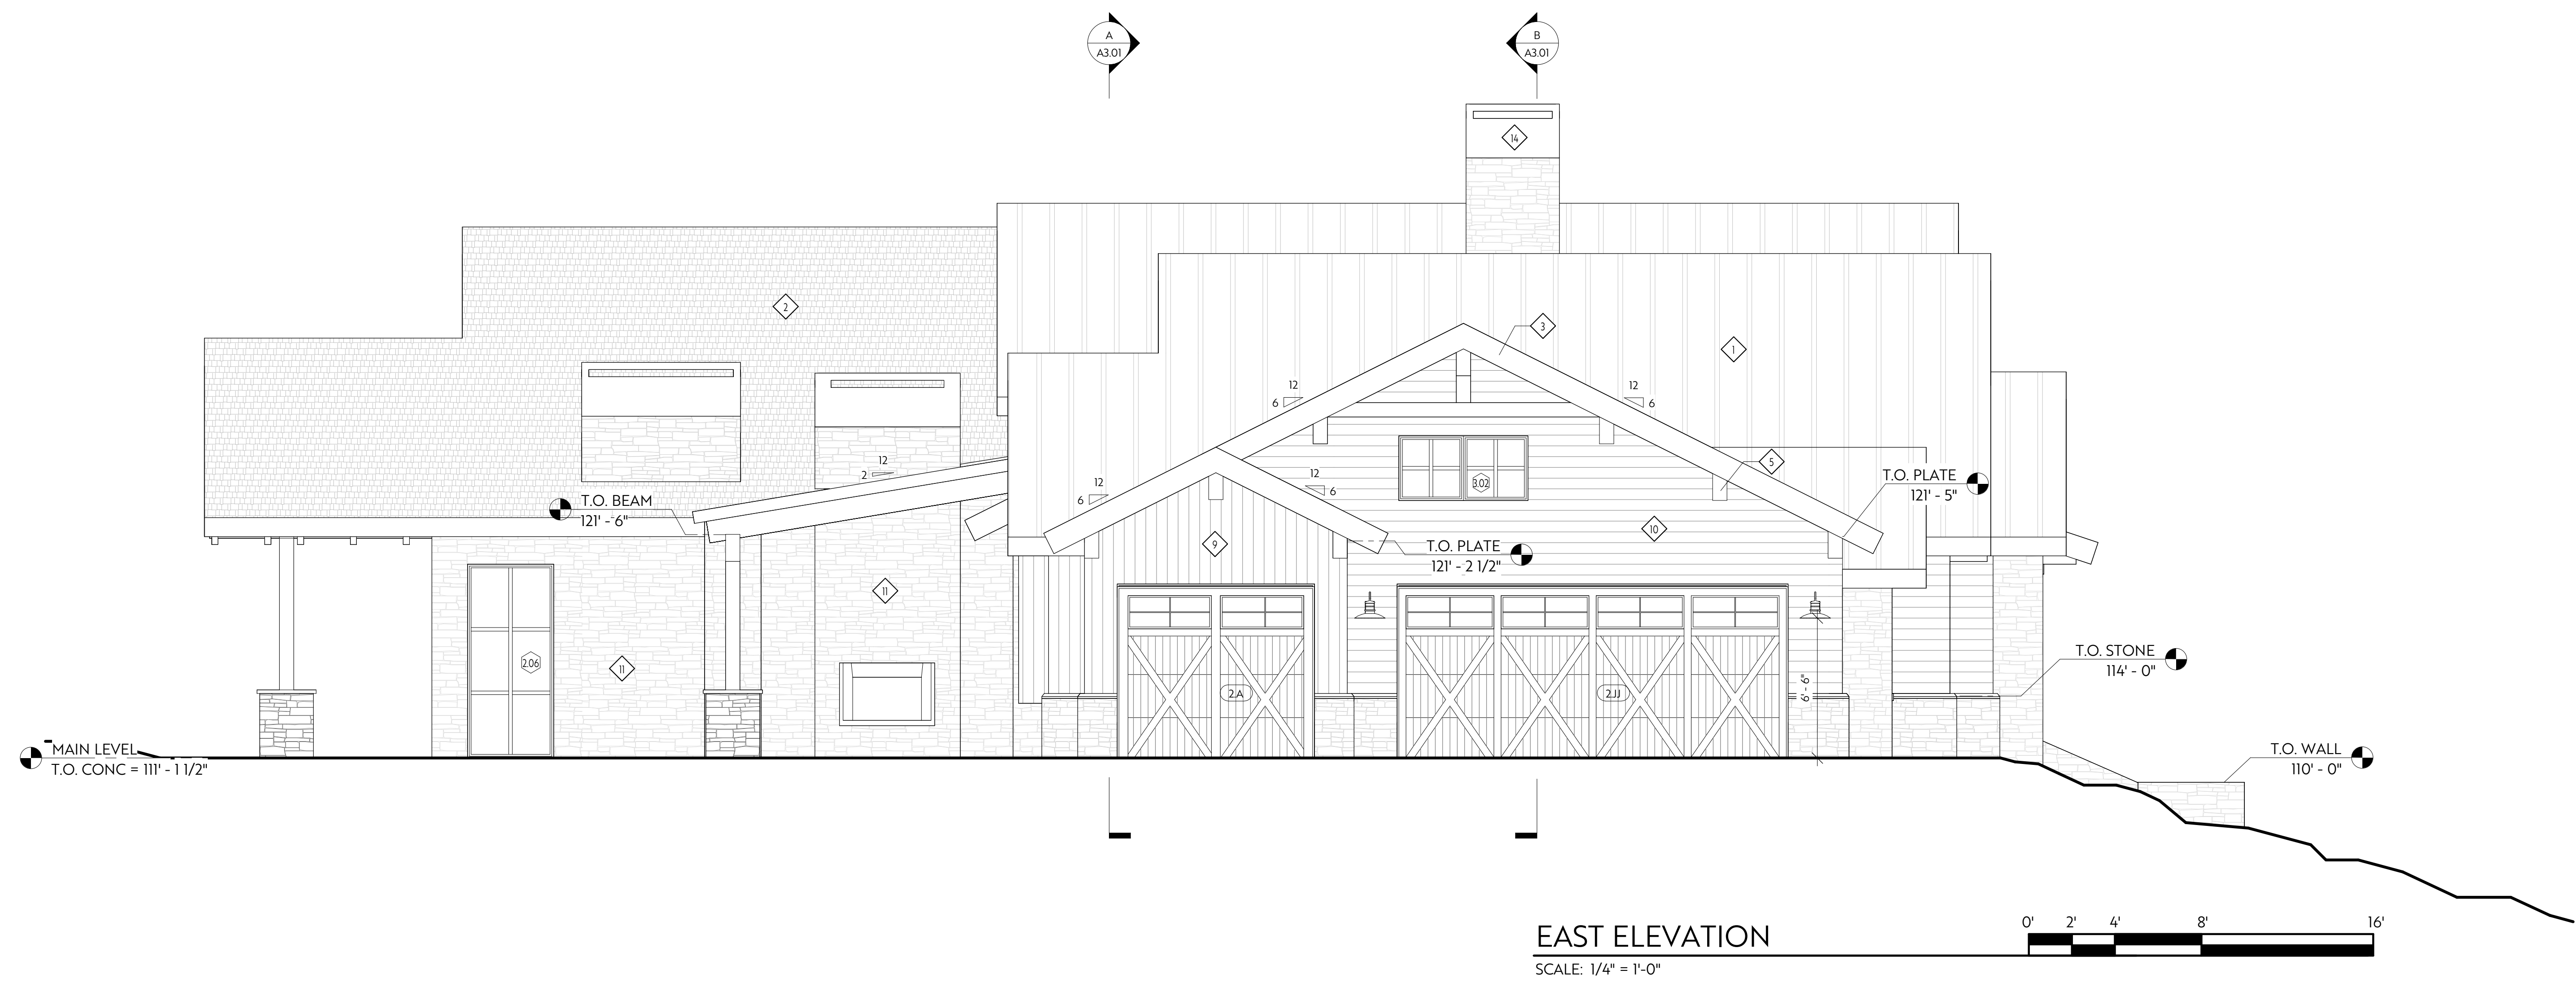 A
A3.01
B
A3.01
14
2
3
1
12
6
12
6
5
12
2
12
6
12
6
3.02
T.O. BEAM
121' - 6"
T.O. PLATE
121' - 5"
10
9
T.O. PLATE
121' - 2 1/2"
11
11
2.06
2.A
2.JJ
6' - 6"
T.O. STONE
114' - 0"
MAIN LEVEL
T.O. CONC = 111' - 1 1/2"
T.O. WALL
110' - 0"
EAST ELEVATION
SCALE: 1/4" = 1'-0"
0' 2' 4' 8' 16'